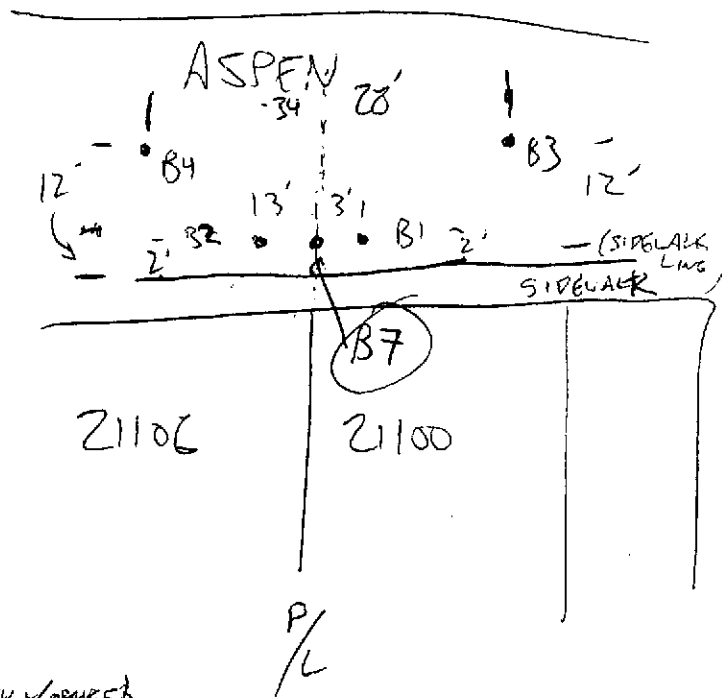 ASPEN
34 28'
B4
B3
12'
12'
13' 3' B1
B2
2'
2'
(SIDEWALK
LINE
SIDEWALK
B7
21106 21100
P/L